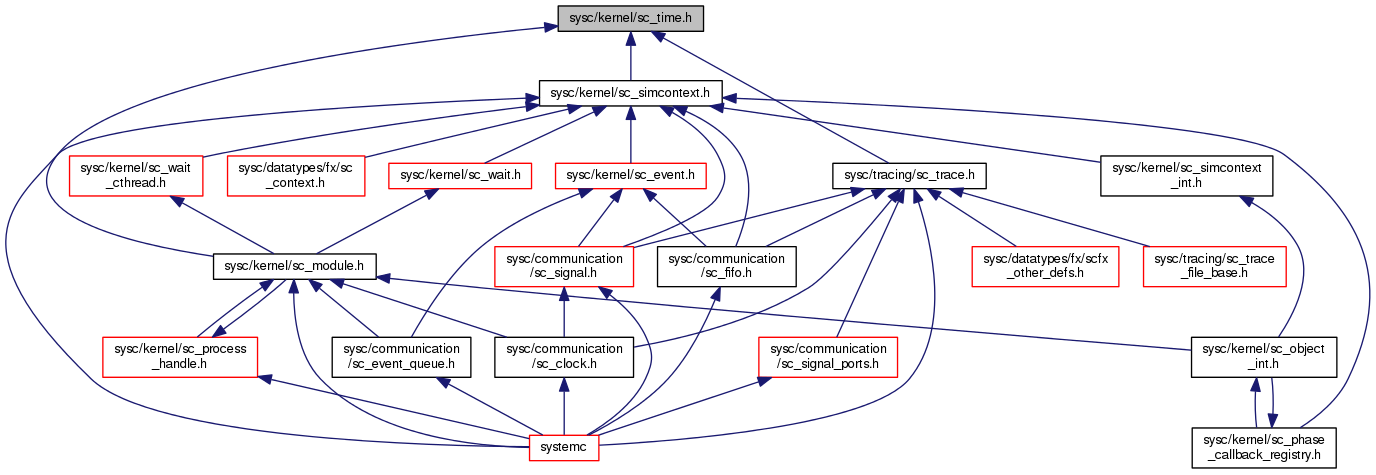 sysc/kernel/sc_time.h
sysc/kernel/sc_simcontext.h
sysc/kernel/sc_wait
_cthread.h
sysc/datatypes/fx/sc
_context.h
sysc/kernel/sc_wait.h
sysc/kernel/sc_event.h
sysc/tracing/sc_trace.h
sysc/kernel/sc_simcontext
_int.h
sysc/kernel/sc_module.h
sysc/communication
/sc_signal.h
sysc/communication
/sc_fifo.h
sysc/datatypes/fx/scfx
_other_defs.h
sysc/tracing/sc_trace
_file_base.h
sysc/kernel/sc_process
_handle.h
sysc/communication
/sc_event_queue.h
sysc/communication
/sc_clock.h
sysc/communication
/sc_signal_ports.h
sysc/kernel/sc_object
_int.h
systemc
sysc/kernel/sc_phase
_callback_registry.h